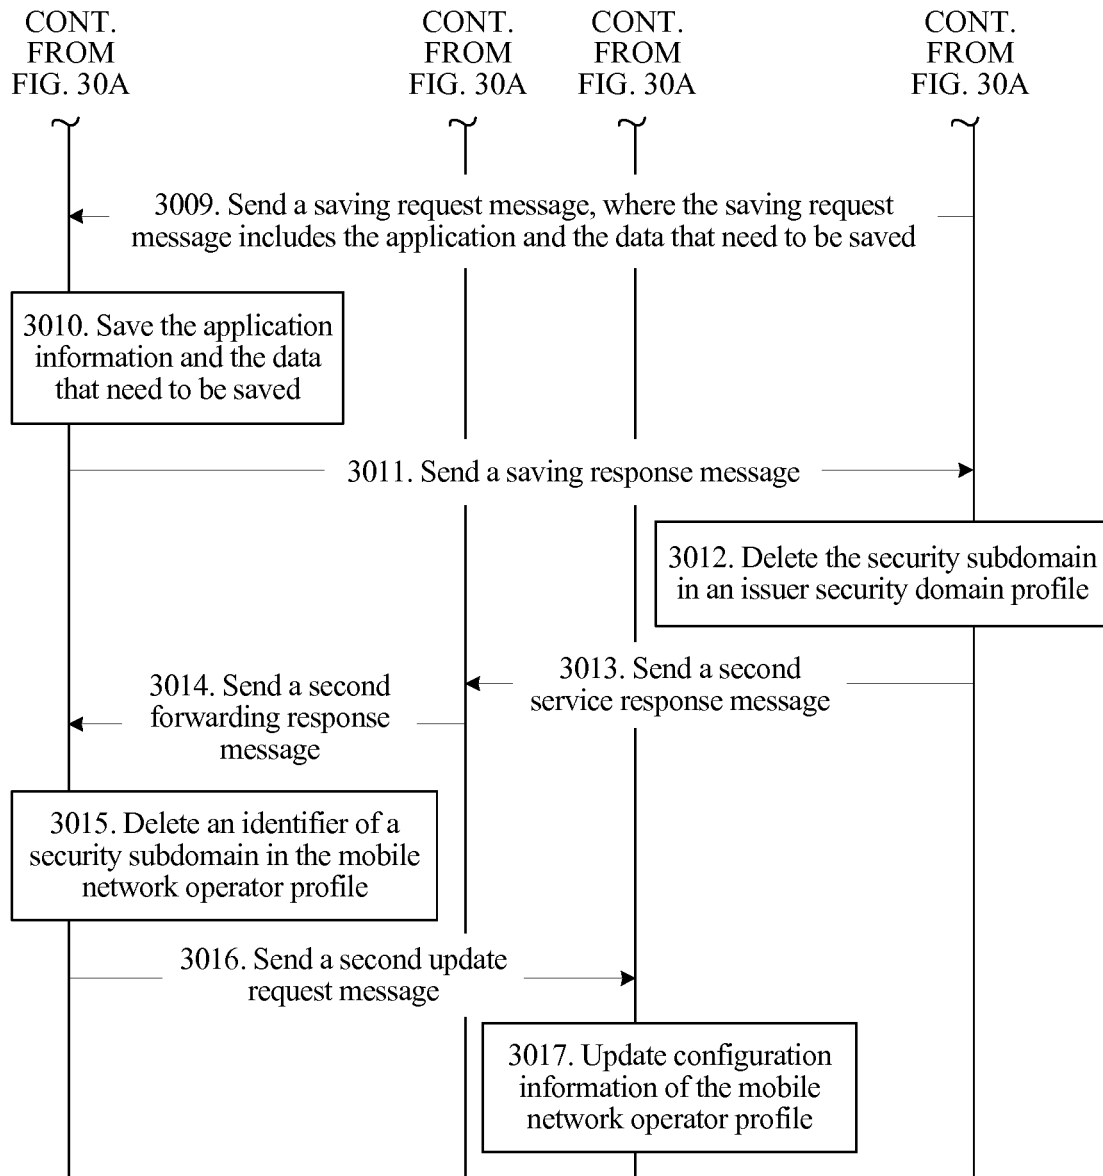 CONT.
FROM
FIG. 30A
CONT.
FROM
FIG. 30A
CONT.
FROM
FIG. 30A
CONT.
FROM
FIG. 30A
3009. Send a saving request message, where the saving request
message includes the application and the data that need to be saved
3010. Save the application
information and the data
that need to be saved
3011. Send a saving response message
3012. Delete the security subdomain
in an issuer security domain profile
3013. Send a second
service response message
3014. Send a second
forwarding response
message
3015. Delete an identifier of a
security subdomain in the mobile
network operator profile
3016. Send a second update
request message
3017. Update configuration
information of the mobile
network operator profile